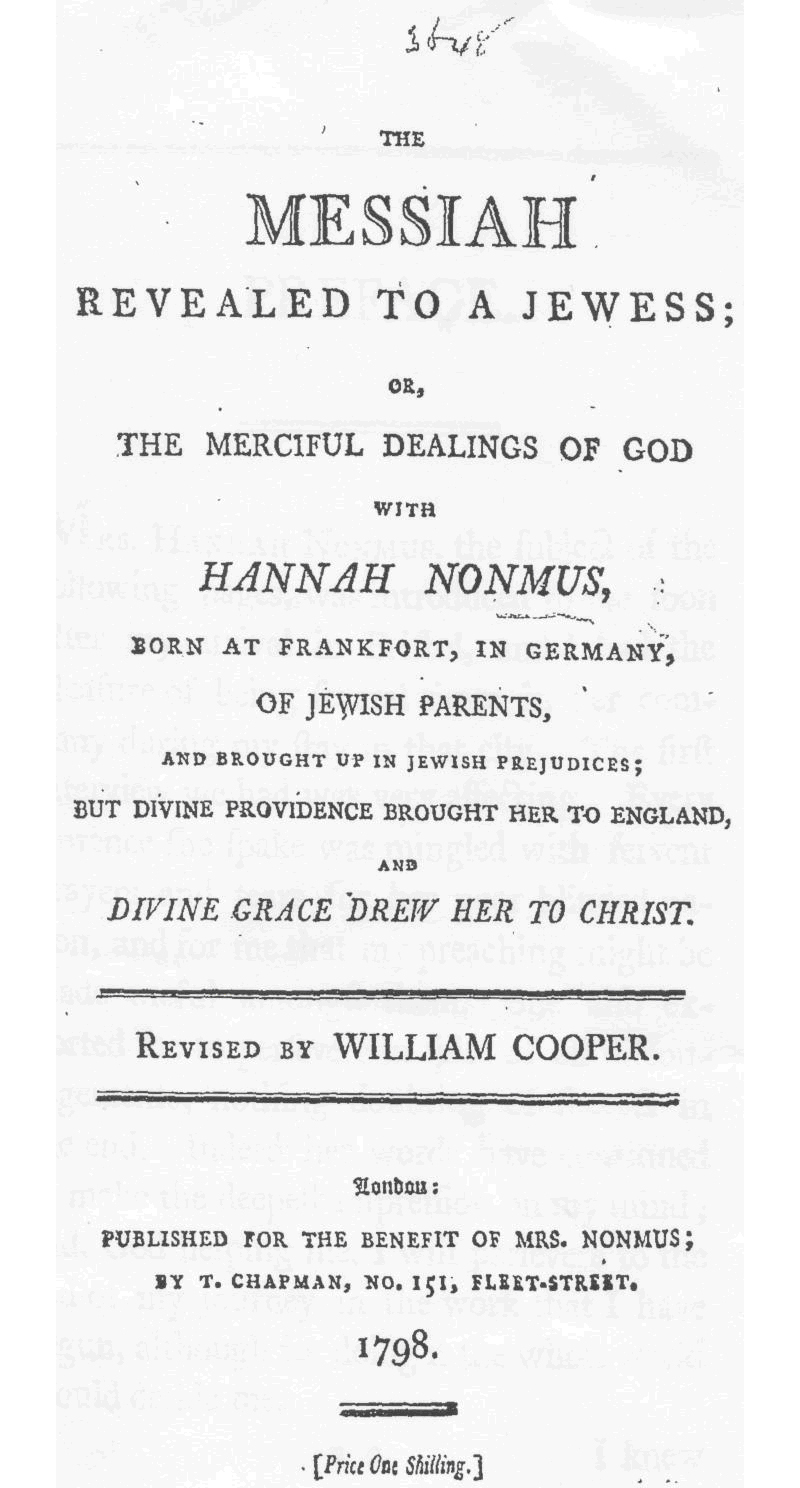 THE
MESSIAH
REVEALED TO A JEWESS;
OR,
THE MERCIFUL DEALINGS OF GOD
WITH
HANNAH NONMUS,
BORN AT FRANKFORT, IN GERMANY,
OF JEWISH PARENTS,
AND BROUGHT UP IN JEWISH PREJUDICES;
BUT DIVINE PROVIDENCE BROUGHT HER TO ENGLAND,
AND
DIVINE GRACE DREW HER TO CHRIST.
REVISED BY WILLIAM COOPER.
London:
PUBLISHED FOR THE BENEFIT OF MRS. NONMUS;
BY T. CHAPMAN, NO. 151, FLEET-STREET.
1798.
[Price One Shilling.]